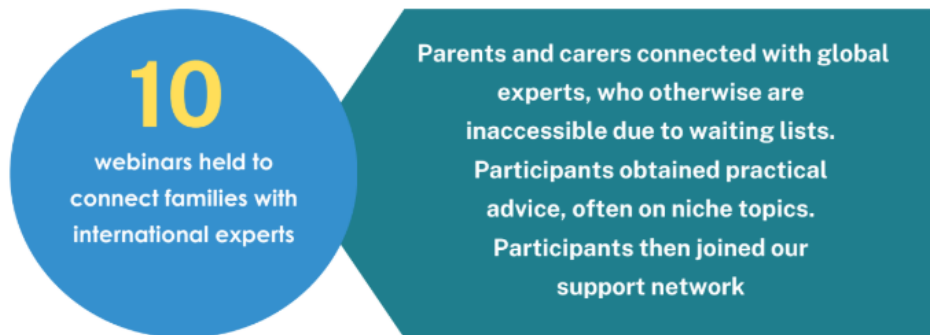 10
webinars held to
connect families with
international experts
Parents and carers connected with global
experts, who otherwise are
inaccessible due to waiting lists.
Participants obtained practical
advice, often on niche topics.
Participants then joined our
support network